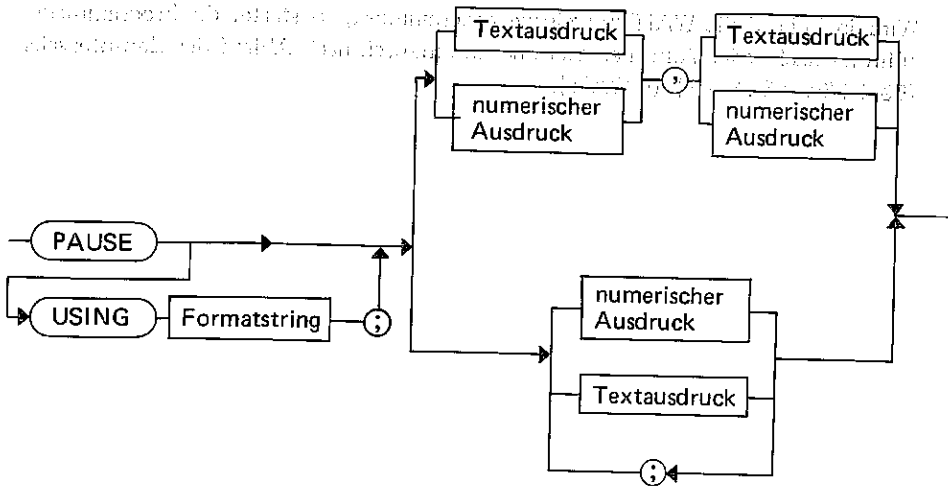 Textausdruck
Textausdruck
,
numerischer
Ausdruck
numerischer
Ausdruck
PAUSE
USING
Formatstring
;
numerischer
Ausdruck
Textausdruck
;